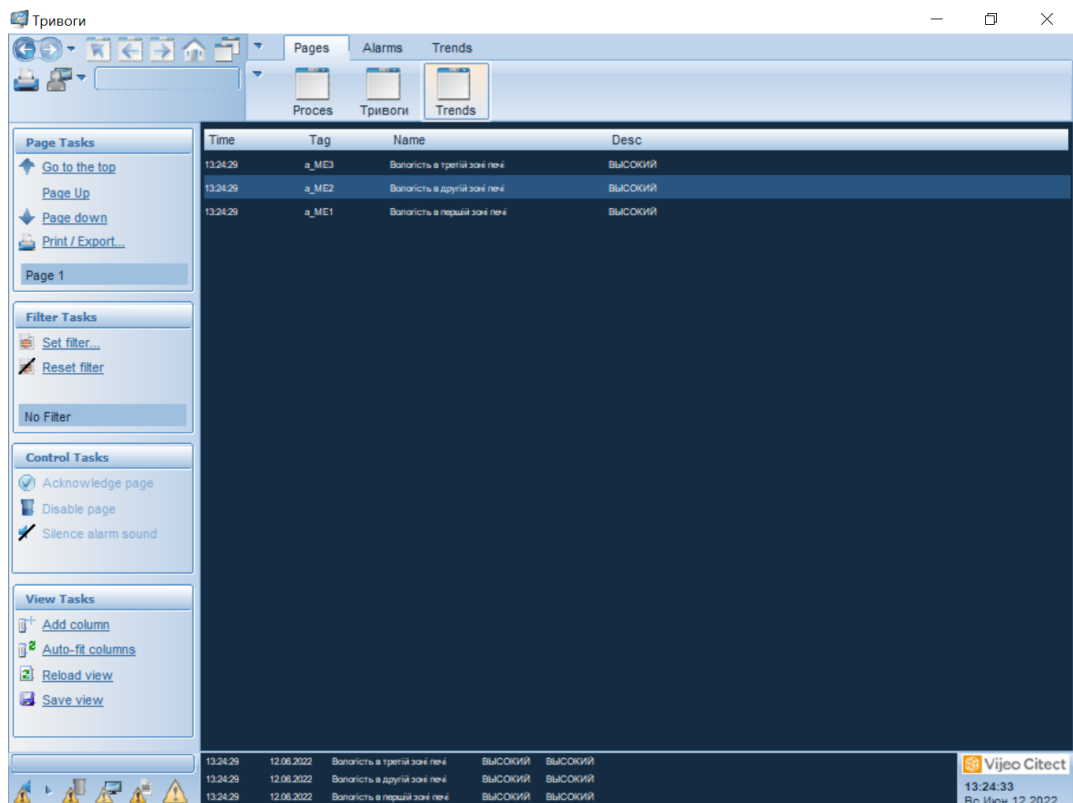 Тривоги
Pages Alarms Trends
Proces Тривоги Trends
Page Tasks
Go to the top
Page Up
Page down
Print / Export...
Page 1
Filter Tasks
Set filter...
Reset filter
No Filter
Control Tasks
Acknowledge page
Disable page
Silence alarm sound
View Tasks
Add column
Auto-fit columns
Reload view
Save view
Time Tag Name Desc
13:24:29 a_ME3 Вологість в третій зоні печі ВЫСОКИЙ
13:24:29 a_ME2 Вологість в другій зоні печі ВЫСОКИЙ
13:24:29 a_ME1 Вологість в першій зоні печі ВЫСОКИЙ
13:24:29 12.06.2022 Вологість в третій зоні печі ВЫСОКИЙ ВЫСОКИЙ
13:24:29 12.06.2022 Вологість в другій зоні печі ВЫСОКИЙ ВЫСОКИЙ
13:24:29 12.06.2022 Вологість в першій зоні печі ВЫСОКИЙ ВЫСОКИЙ
Vijeo Citect
13:24:33
Вс Июн 12 2022